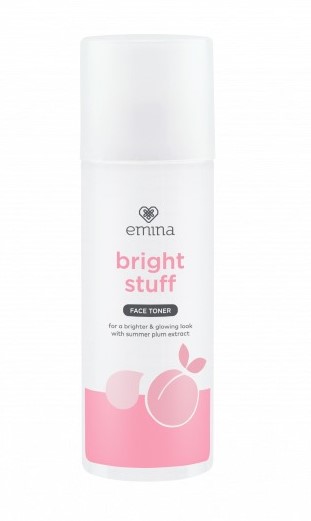 emina
bright
stuff
FACE TONER
for a brighter & glowing look
with summer plum extract